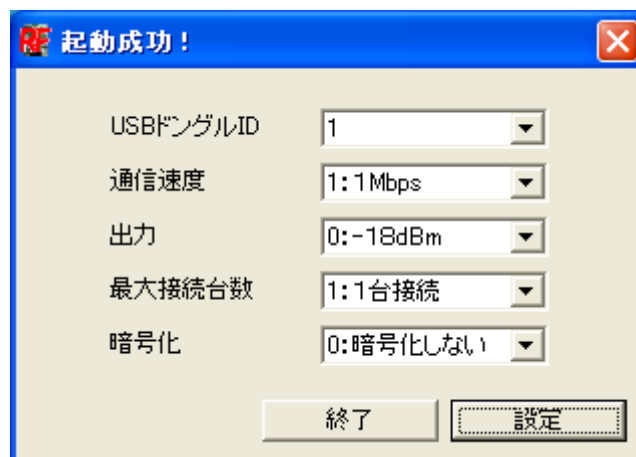 RF 起動成功！
USBドングルID 1
通信速度 1:1Mbps
出力 0:-18dBm
最大接続台数 1:1台接続
暗号化 0:暗号化しない
終了 設定